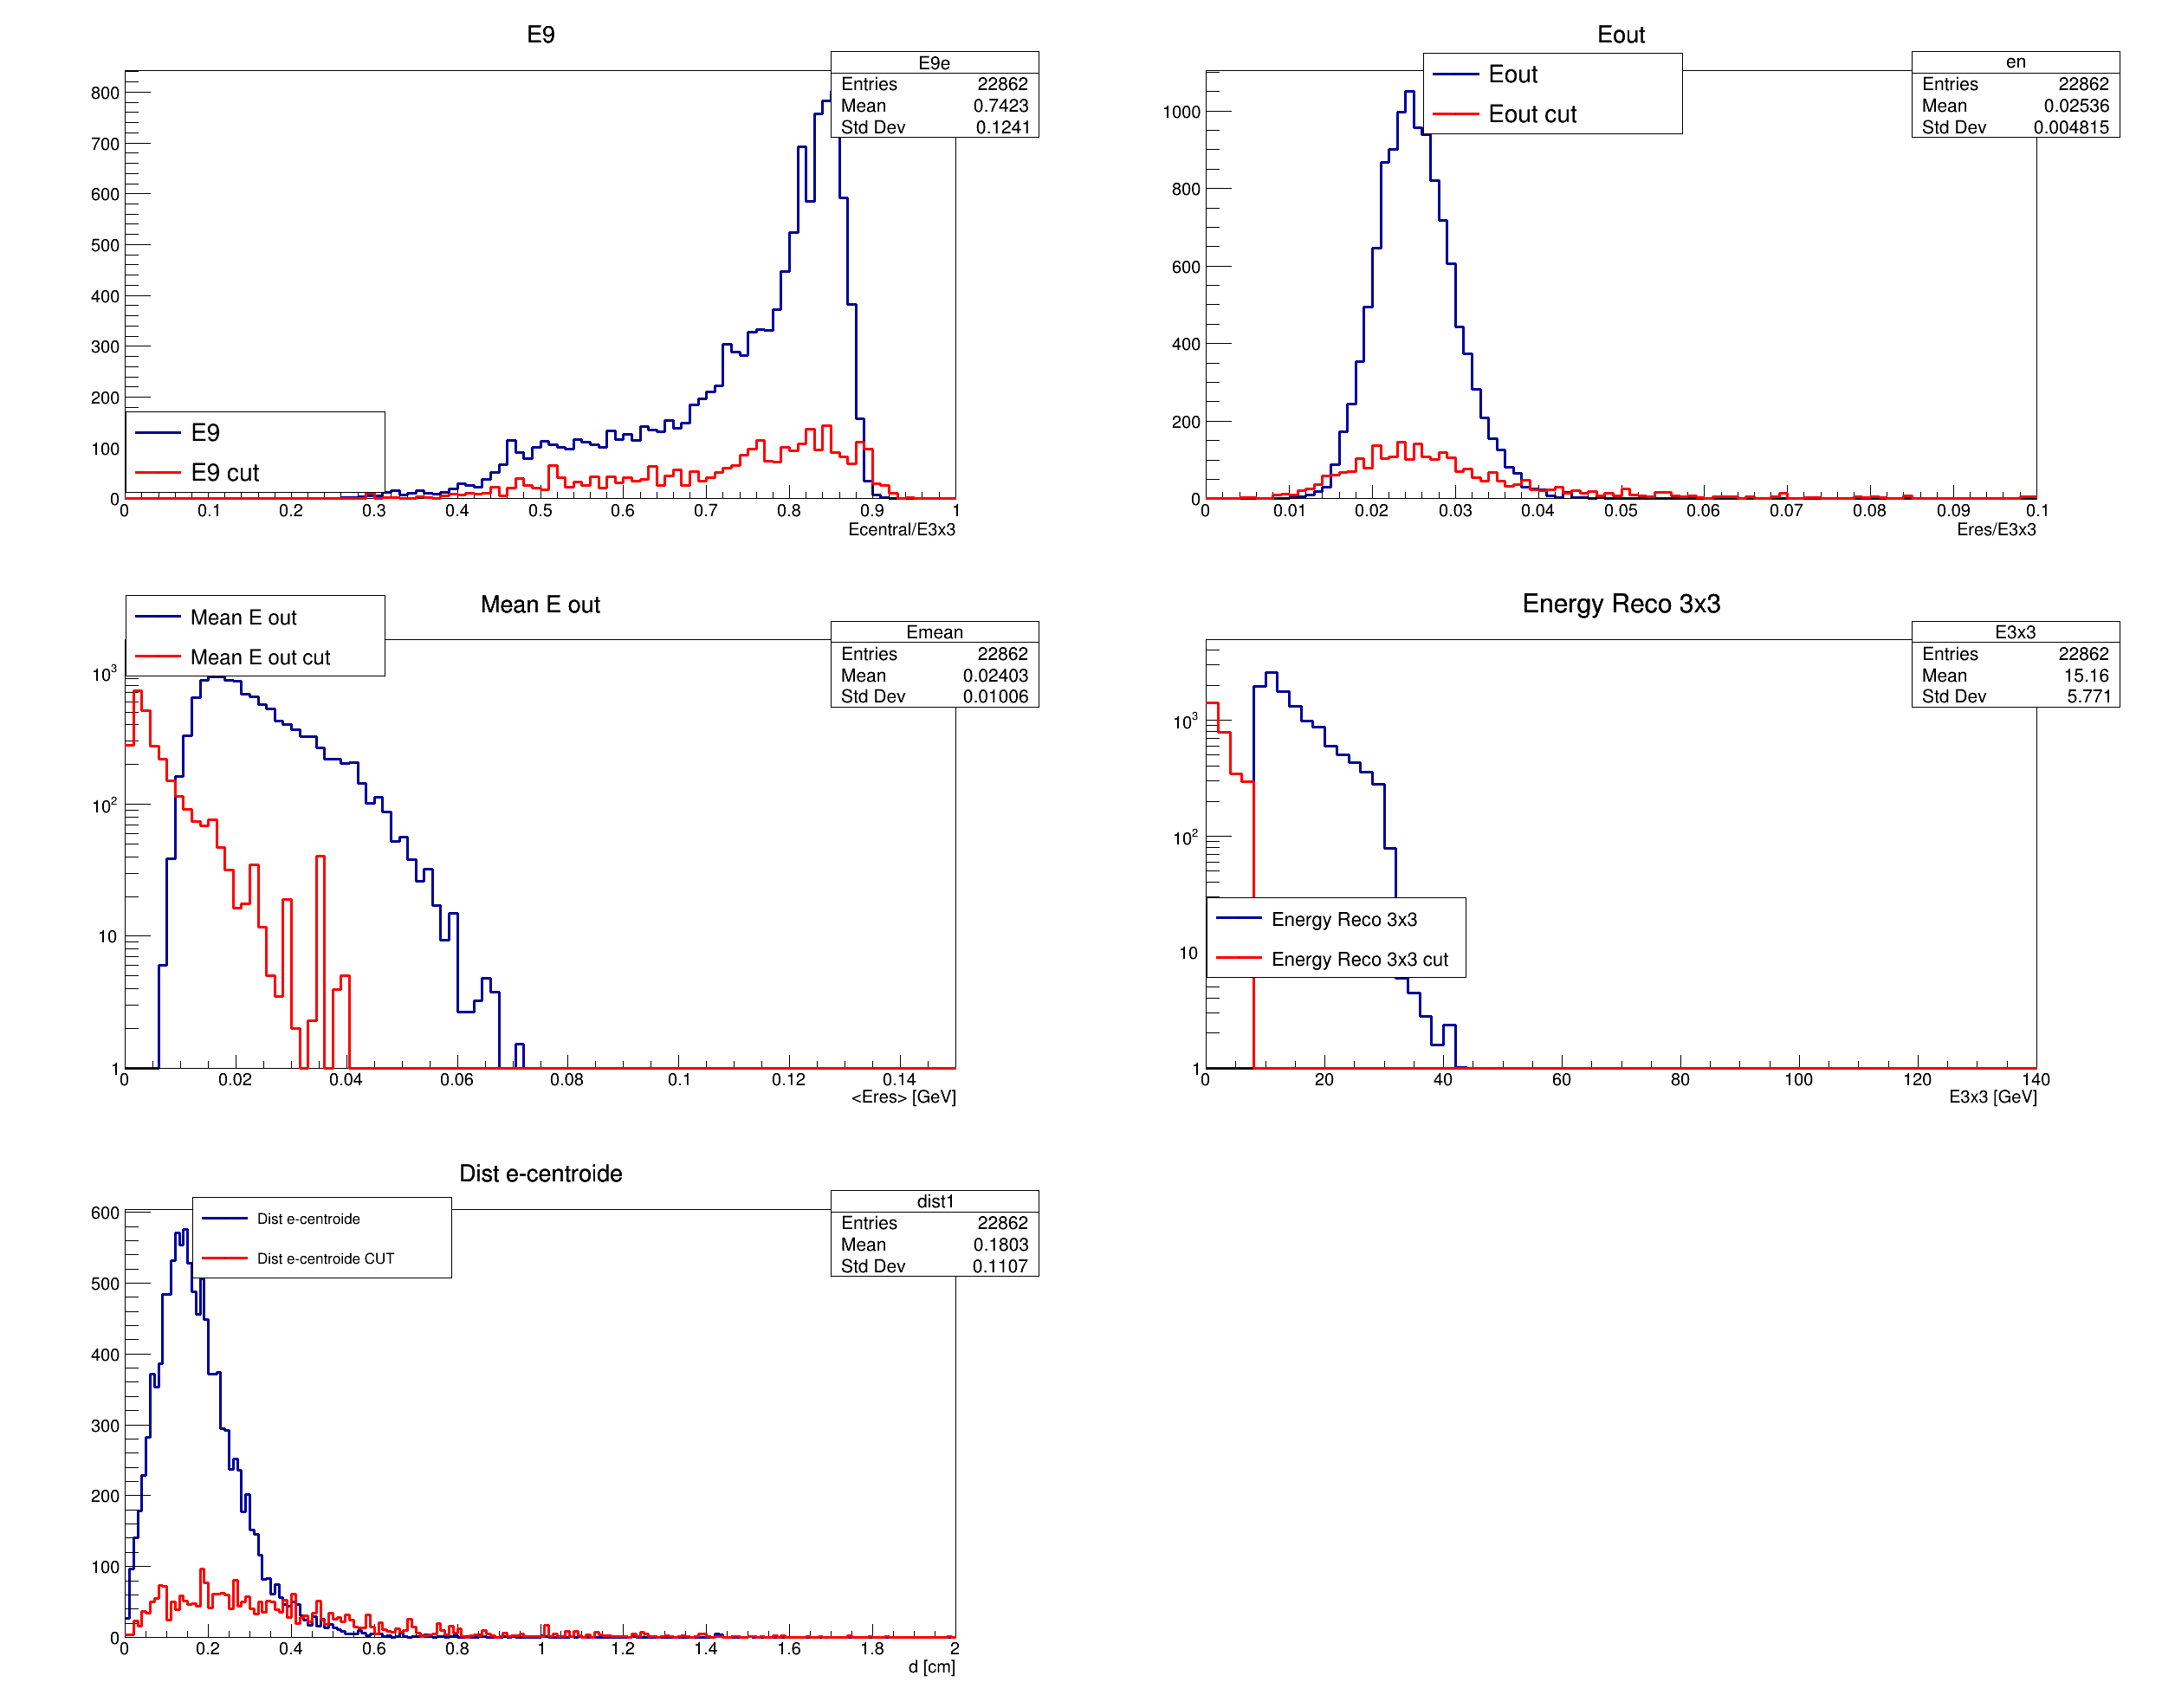 E9
E9e
Entries 22862
Mean 0.7423
Std Dev 0.1241
800
700
600
500
400
300
200
100
0
E9
E9 cut
0 0.1 0.2 0.3 0.4 0.5 0.6 0.7 0.8 0.9 1
Ecentral/E3x3
Eout
Eout
Eout cut
en
Entries 22862
Mean 0.02536
Std Dev 0.004815
1000
800
600
400
200
0
0 0.01 0.02 0.03 0.04 0.05 0.06 0.07 0.08 0.09 0.1
Eres/E3x3
Mean E out
Mean E out
Mean E out cut
Emean
Entries 22862
Mean 0.02403
Std Dev 0.01006
10³
10²
10
1
0 0.02 0.04 0.06 0.08 0.1 0.12 0.14
<Eres> [GeV]
Energy Reco 3x3
E3x3
Entries 22862
Mean 15.16
Std Dev 5.771
10³
10²
10
1
Energy Reco 3x3
Energy Reco 3x3 cut
0 20 40 60 80 100 120 140
E3x3 [GeV]
Dist e-centroide
Dist e-centroide
Dist e-centroide CUT
dist1
Entries 22862
Mean 0.1803
Std Dev 0.1107
600
500
400
300
200
100
0
0 0.2 0.4 0.6 0.8 1 1.2 1.4 1.6 1.8 2
d [cm]